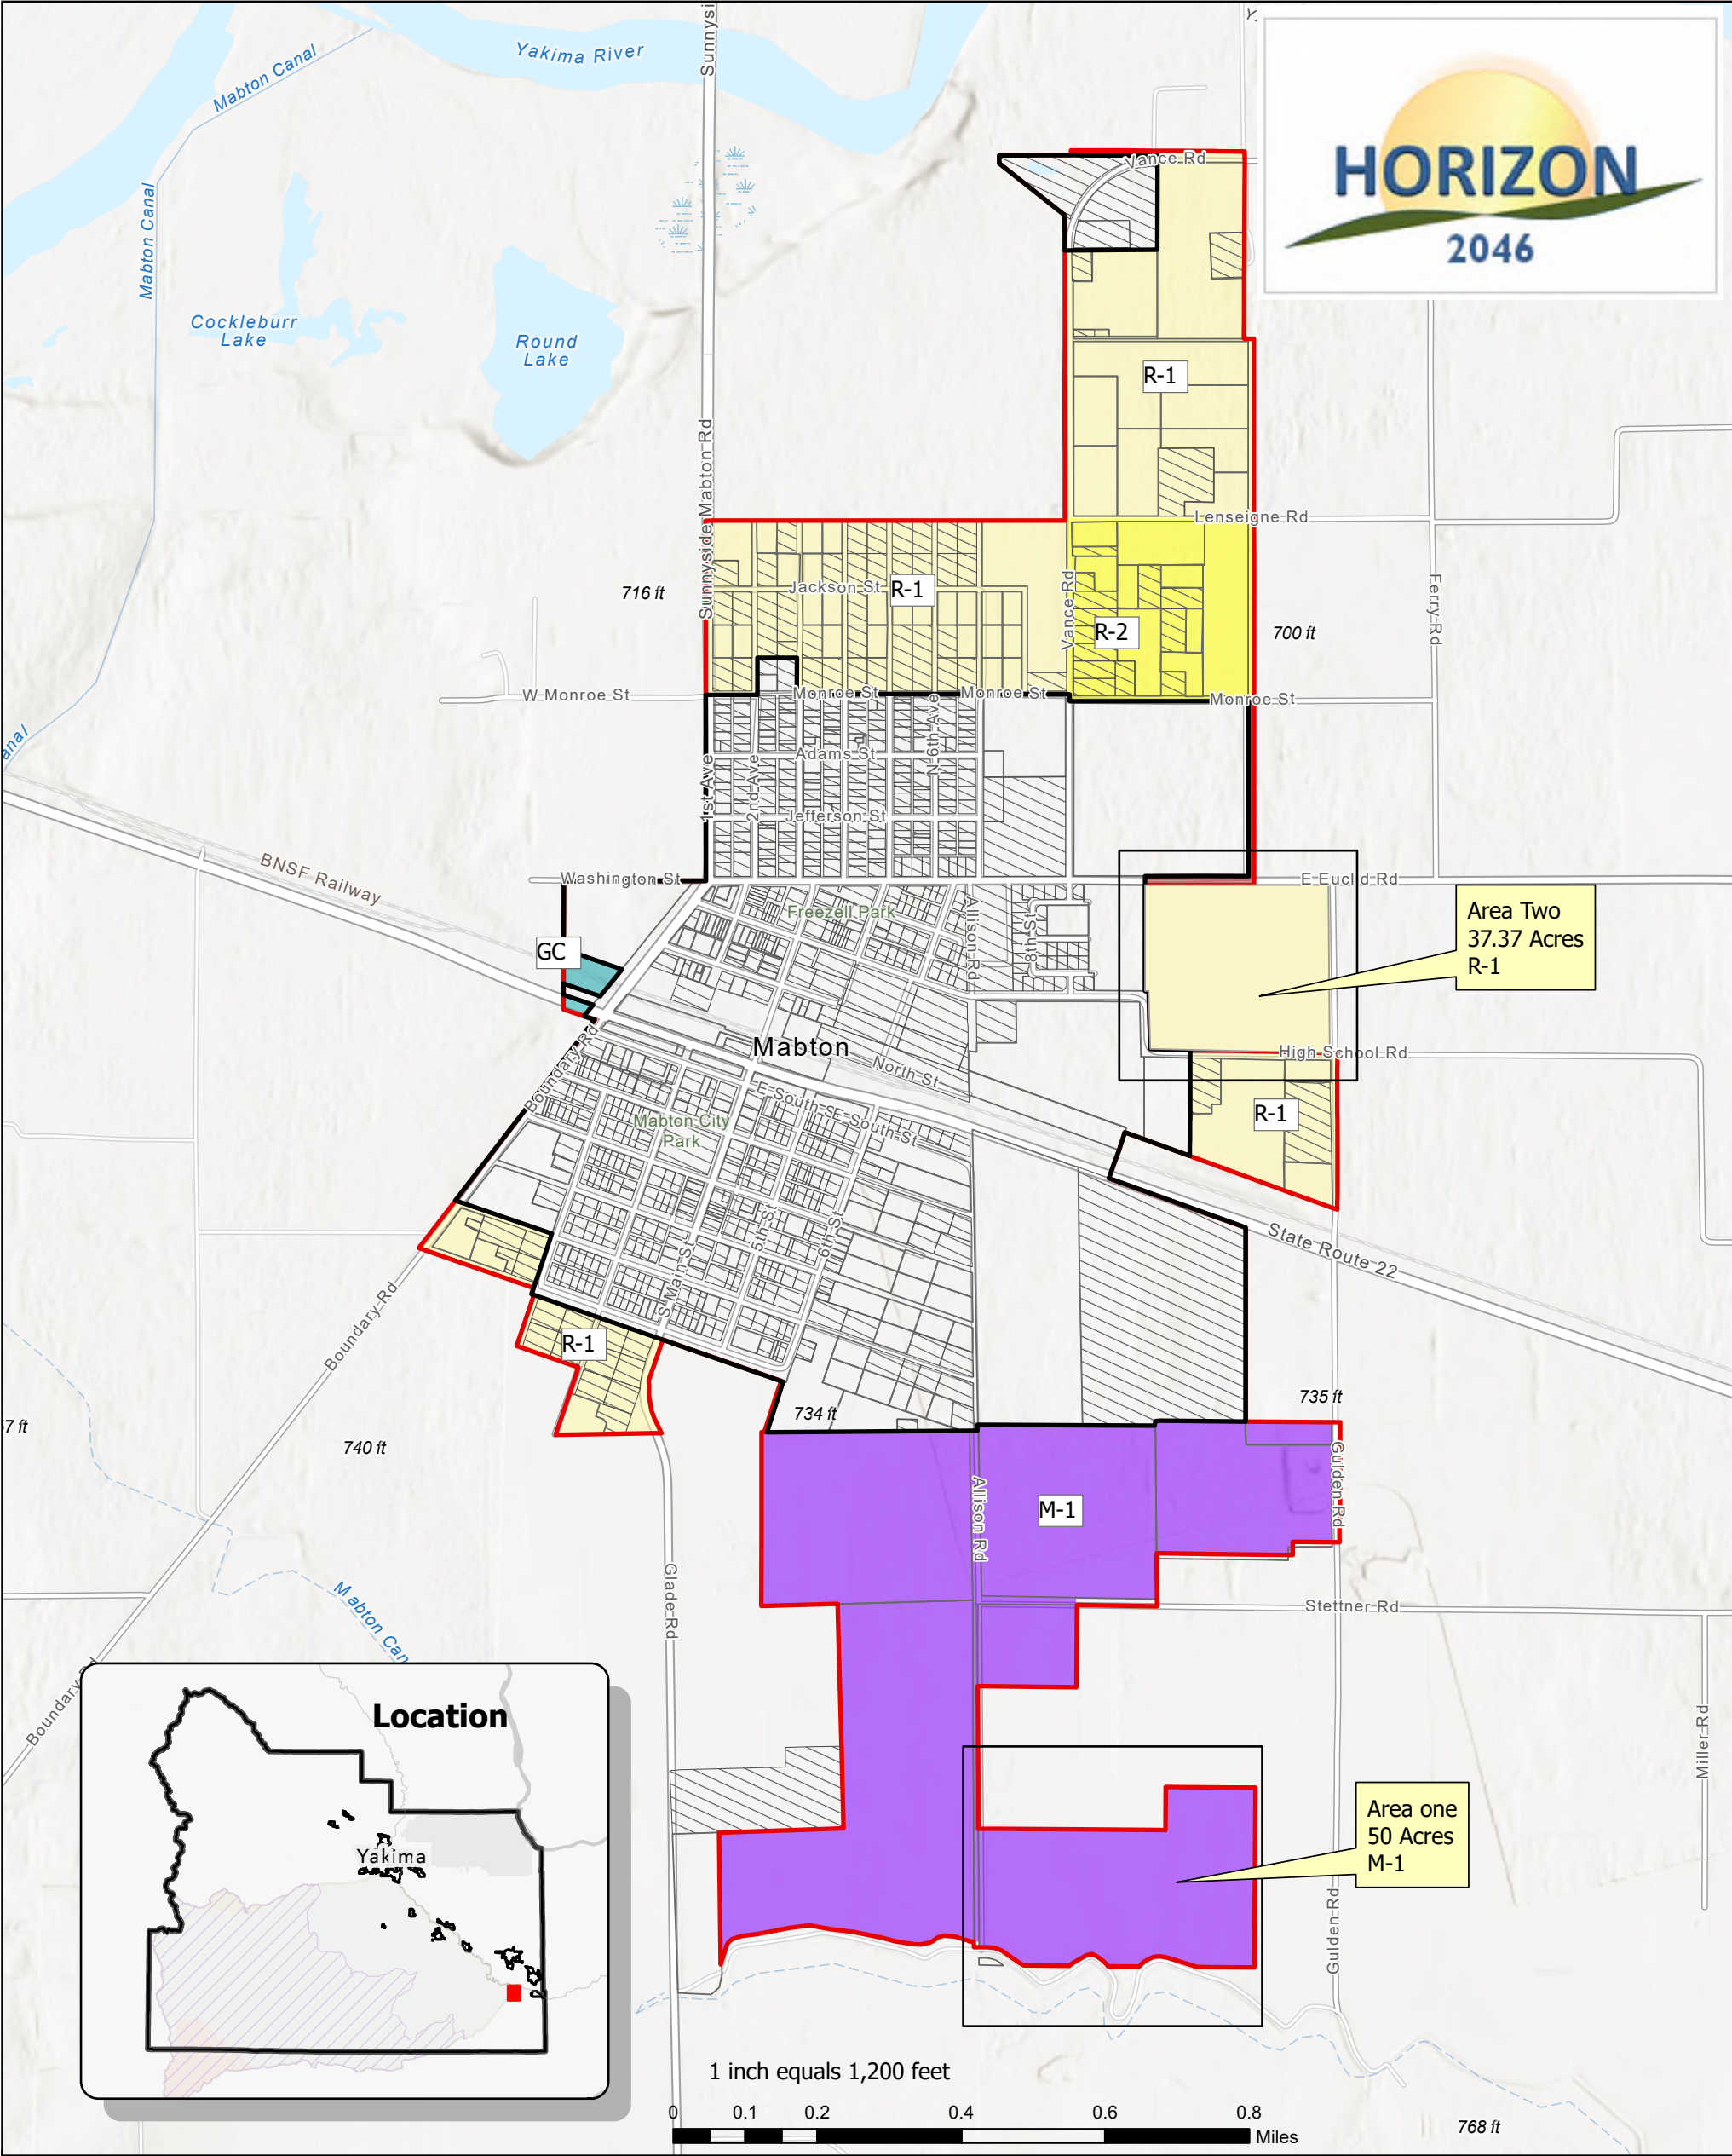 Sunnysi
Y.
Mabton Canal
Yakima River
HORIZON
2046
Vance Rd
Mabton Canal
Cockleburr
Lake
Round
Lake
R-1
Sunnyside Mabton Rd
Lenseigne Rd
716 ft
Jackson St
R-1
Vance Rd
R-2
700 ft
Ferry Rd
W Monroe St
Monroe St
Monroe St
Monroe St
anal
1st Ave
2nd Ave
Adams St
N 6th Ave
Jefferson St
BNSF Railway
Washington St
E Euclid Rd
Freezell Park
Allison Rd
8th St
Area Two
37.37 Acres
R-1
GC
Mabton
Boundary Rd
North St
High School Rd
E South St
E South St
Mabton City
Park
R-1
5th St
6th St
S Main St
State Route 22
Boundary Rd
R-1
734 ft
735 ft
7 ft
740 ft
Allison Rd
M-1
Gulden Rd
Glade Rd
Stettner Rd
Mabton Can
Boundary Rd
Miller Rd
Location
Yakima
Area one
50 Acres
M-1
Gulden Rd
1 inch equals 1,200 feet
0 0.1 0.2 0.4 0.6 0.8
Miles
768 ft